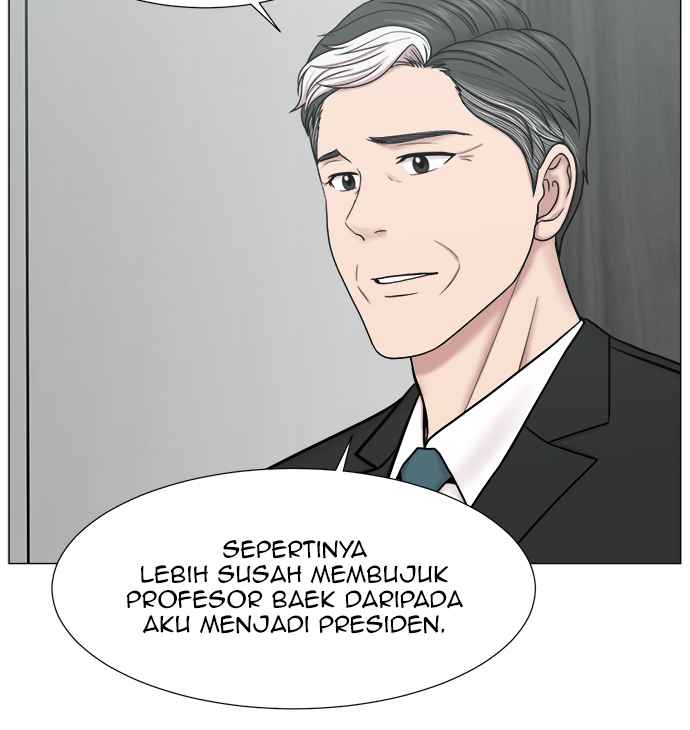 SEPERTINYA
LEBIH SUSAH MEMBUJUK
PROFESOR BAEK DARIPADA
AKU MENJADI PRESIDEN.